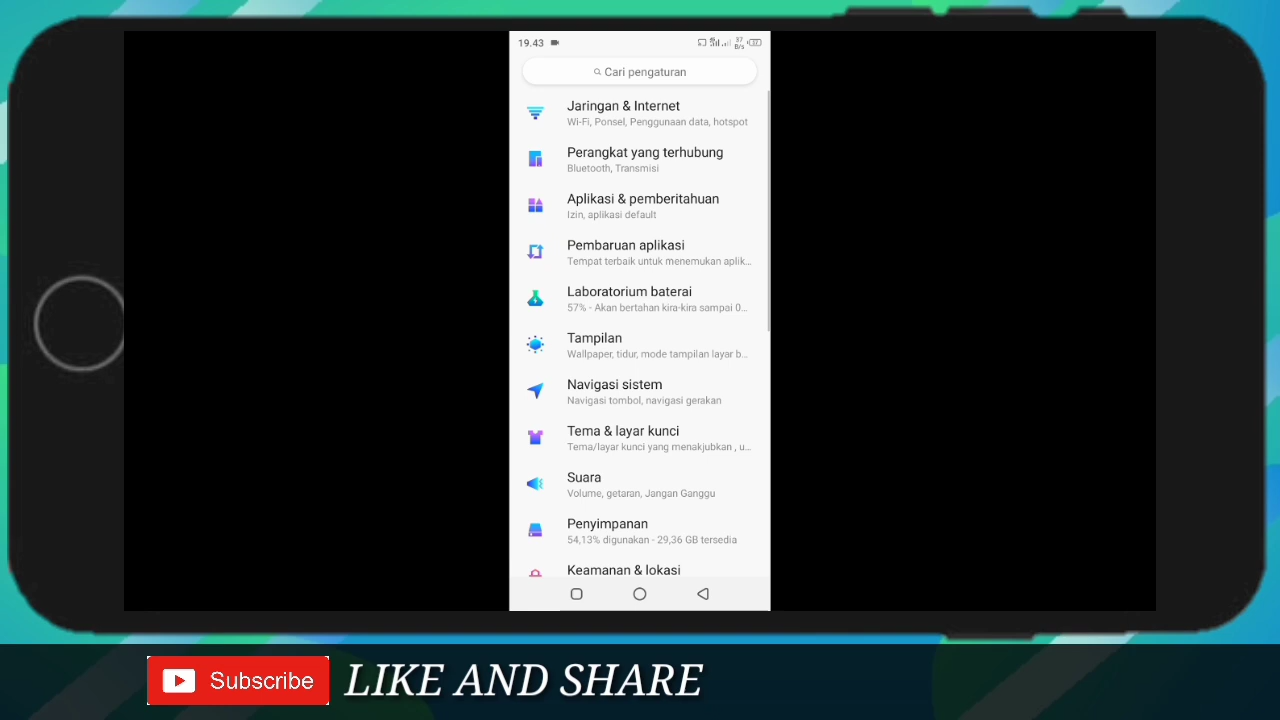 19.43
37
B/s
57
Cari pengaturan
Jaringan & Internet
Wi-Fi, Ponsel, Penggunaan data, hotspot
Perangkat yang terhubung
Bluetooth, Transmisi
Aplikasi & pemberitahuan
Izin, aplikasi default
Pembaruan aplikasi
Tempat terbaik untuk menemukan aplik...
Laboratorium baterai
57% - Akan bertahan kira-kira sampai 0...
Tampilan
Wallpaper, tidur, mode tampilan layar b...
Navigasi sistem
Navigasi tombol, navigasi gerakan
Tema & layar kunci
Tema/layar kunci yang menakjubkan , u...
Suara
Volume, getaran, Jangan Ganggu
Penyimpanan
54,13% digunakan - 29,36 GB tersedia
Keamanan & lokasi
Subscribe
LIKE AND SHARE